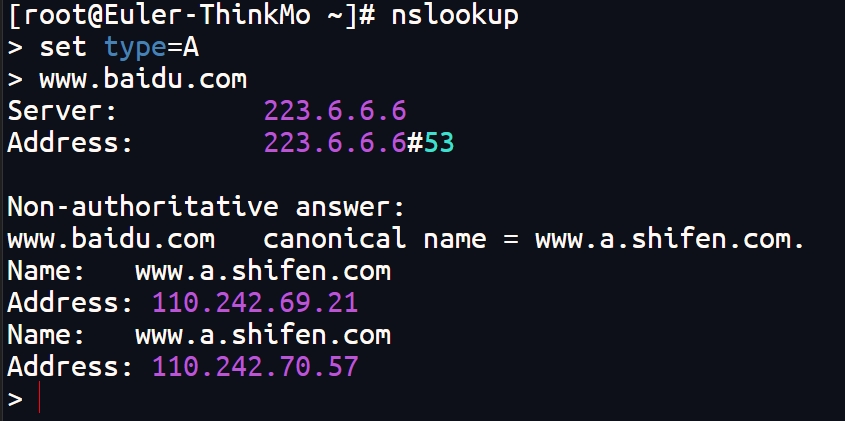 [root@Euler-ThinkMo ~]# nslookup
> set type=A
> www.baidu.com
Server:         223.6.6.6
Address:        223.6.6.6#53

Non-authoritative answer:
www.baidu.com   canonical name = www.a.shifen.com.
Name:   www.a.shifen.com
Address: 110.242.69.21
Name:   www.a.shifen.com
Address: 110.242.70.57
>